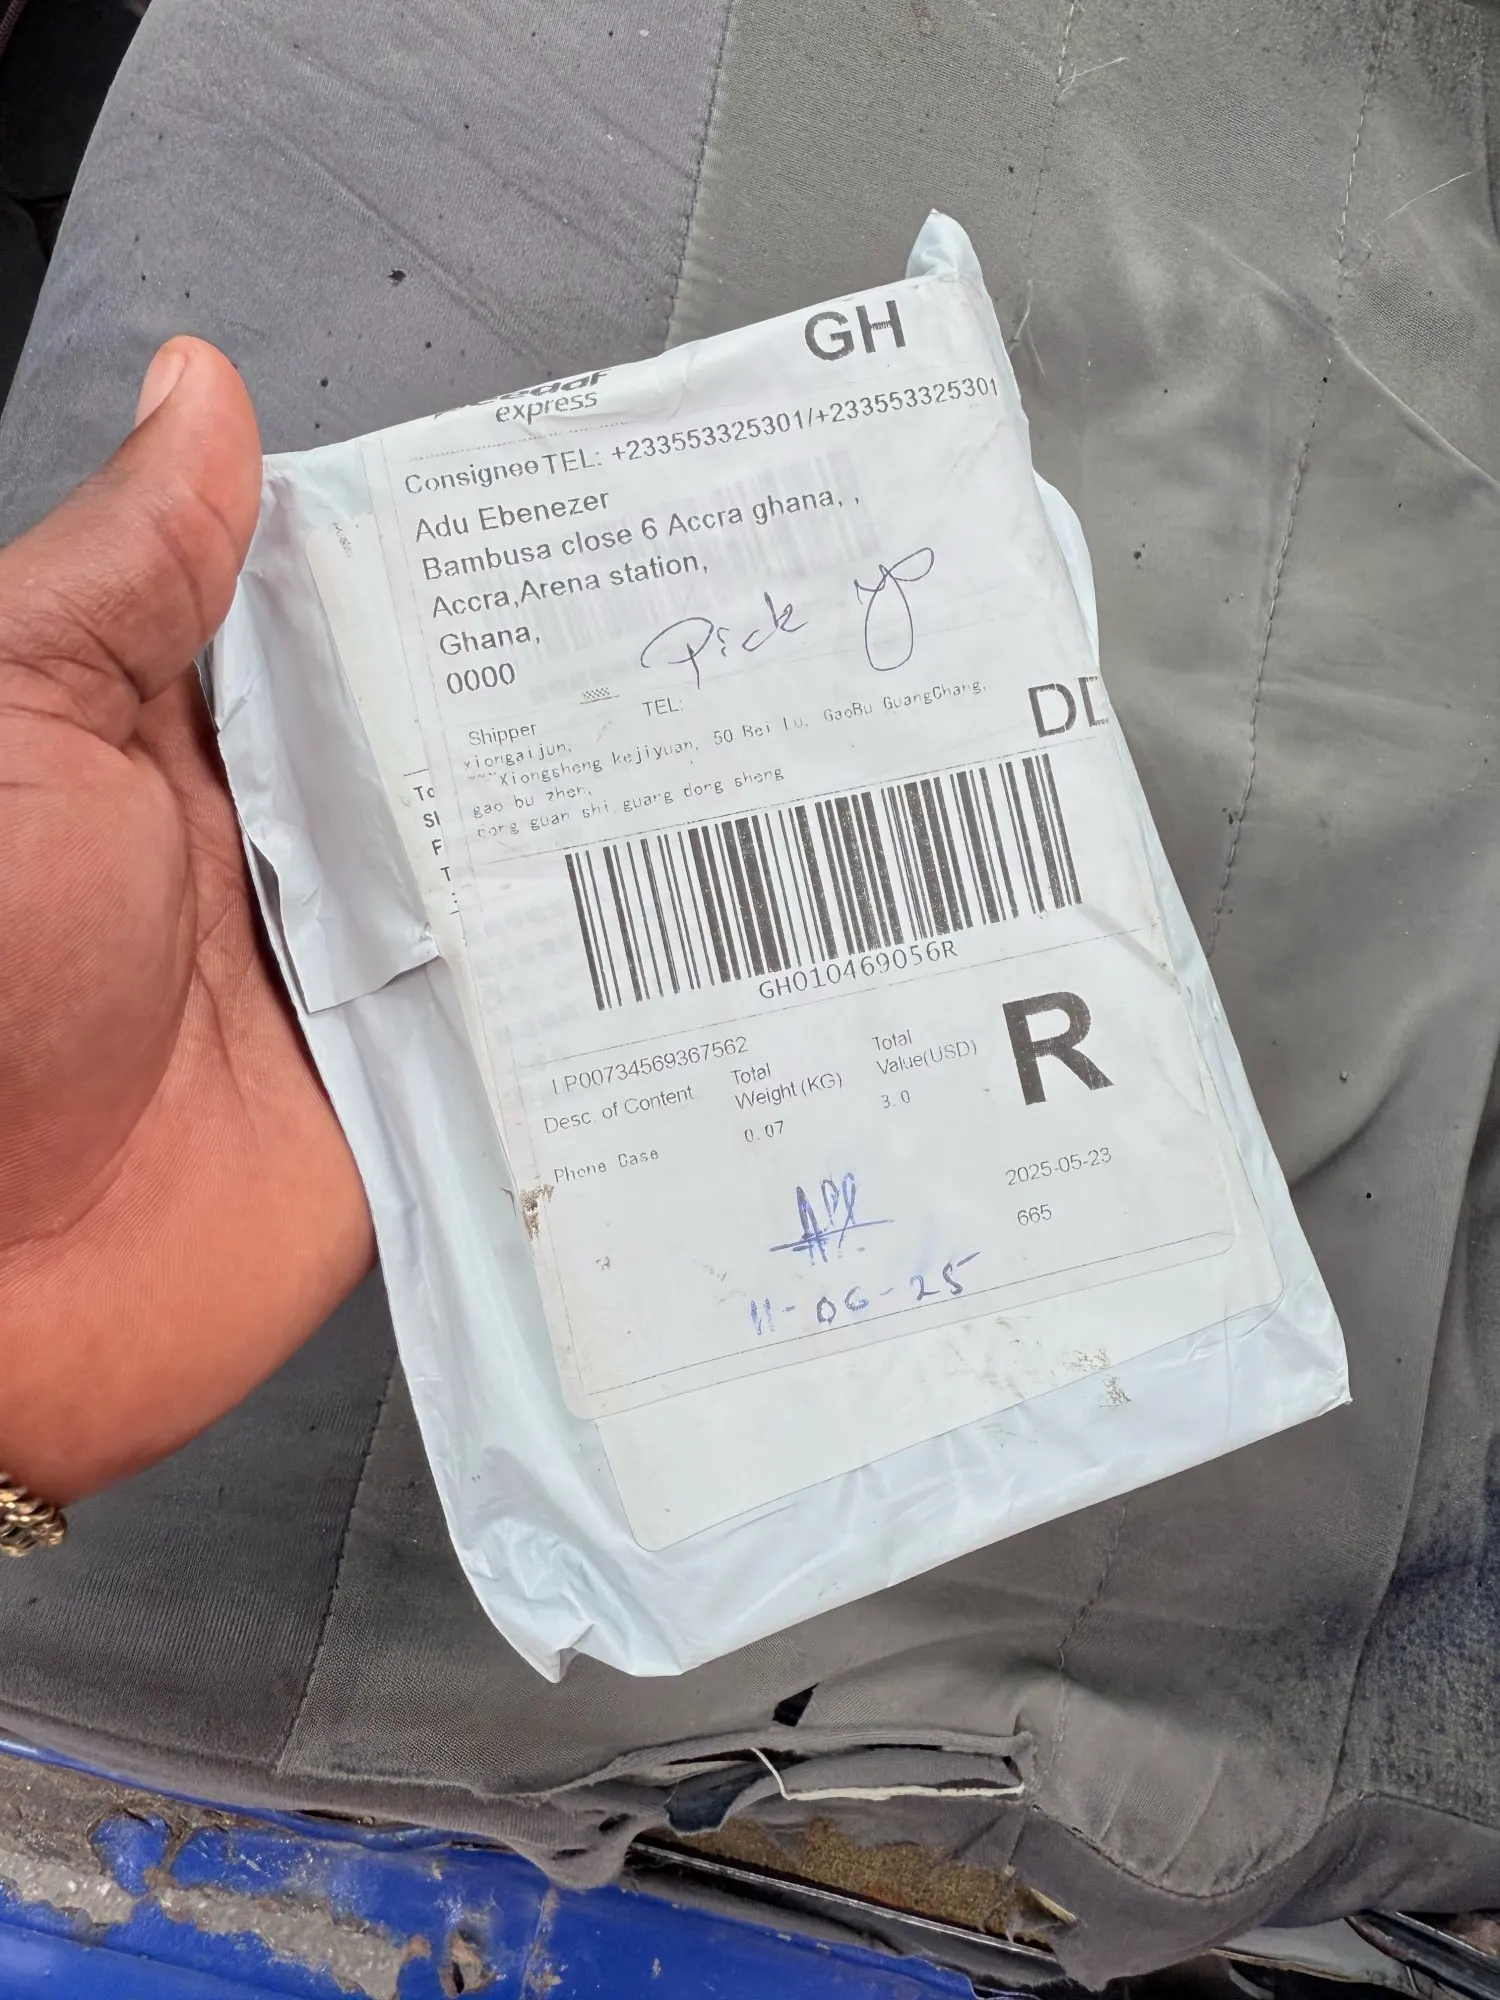 GH
express
ConsigneeTEL: +233553325301/+233553325301
Adu Ebenezer
Bambusa close 6 Accra ghana, ,
Accra,Arena station,
Ghana,
0000
Pick up
Shipper
TEL:
xiongaijun,
Xiongsheng kejiyuan, 50 Bei Lu, GaoBu GuangChang,
gao bu zhen,
dong guan shi guang dong sheng
GH010469056R
LP00734569367562
Desc. of Content
Total Weight(KG)
Total Value(USD)
R
Phone Case
0.07
3.0
2025-05-23
665
11-06-25